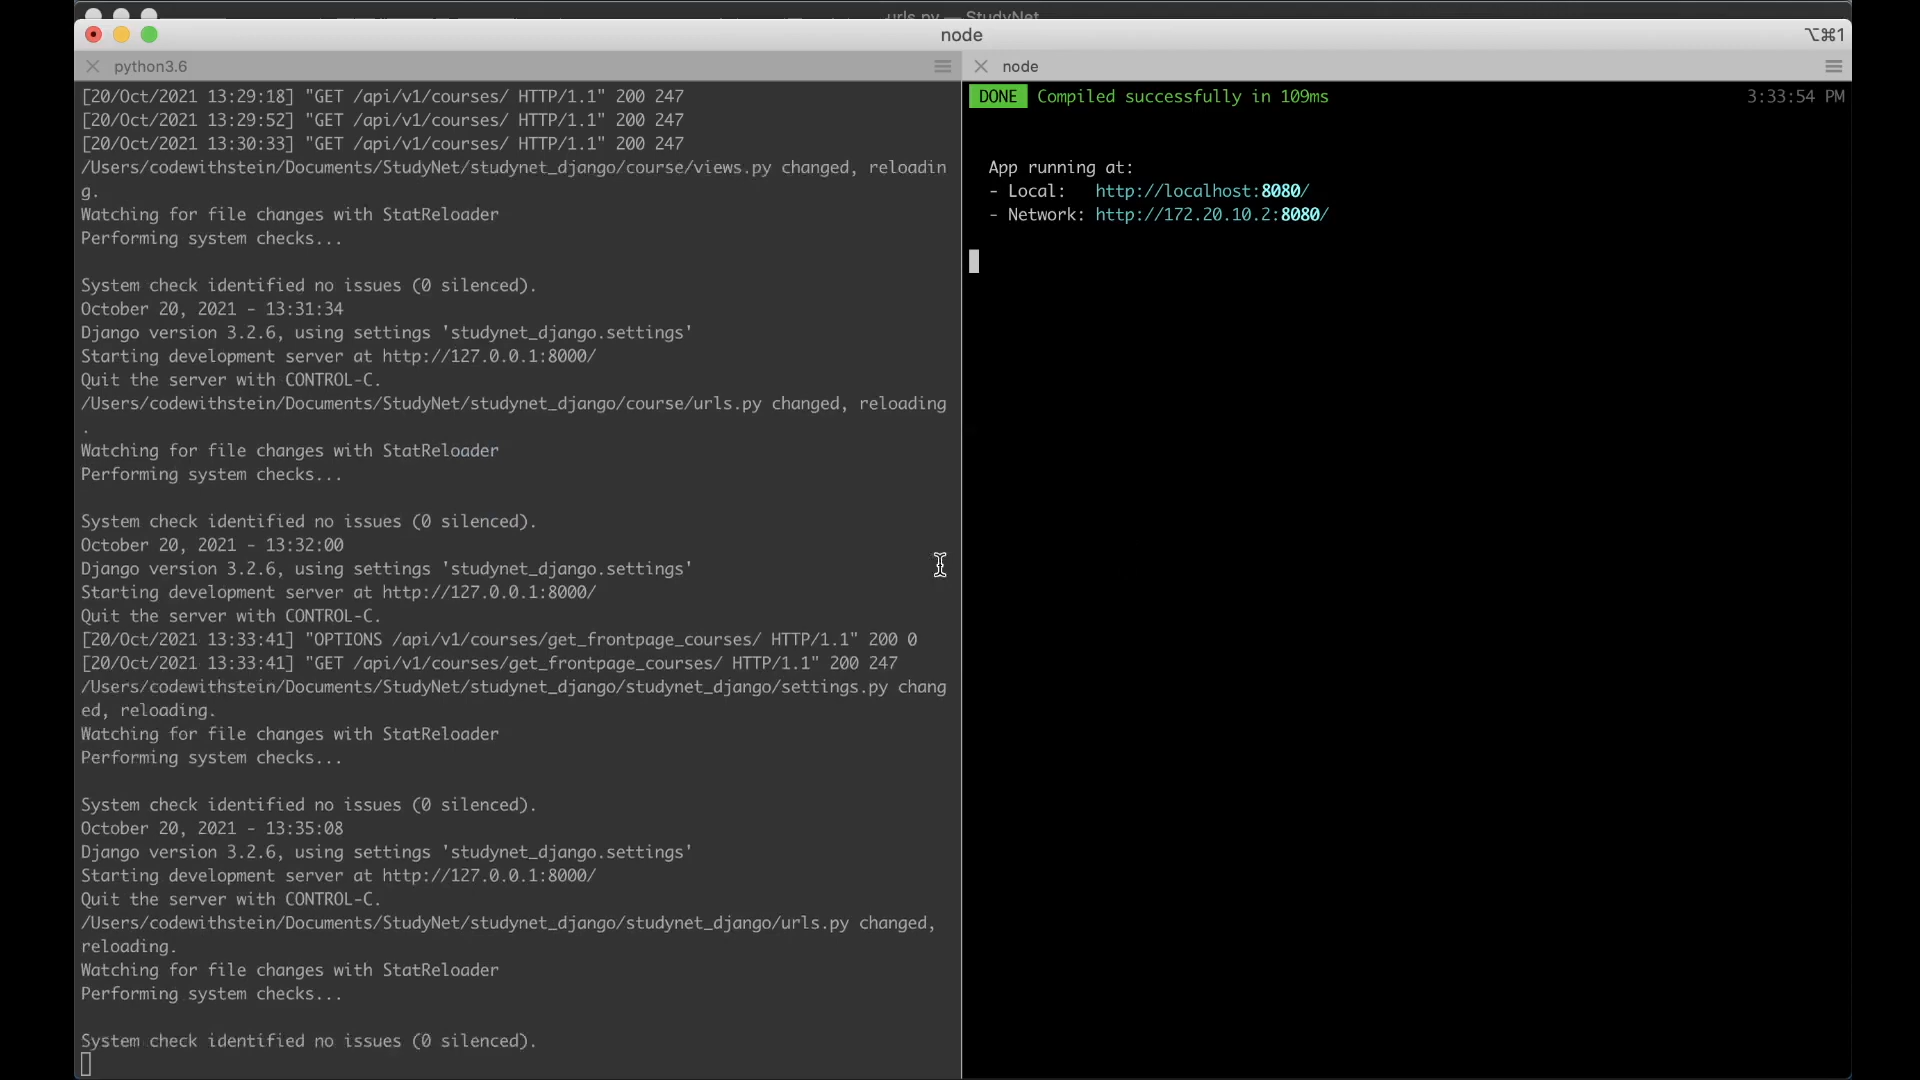 urls.py — StudyNet
node
⌥⌘1
python3.6
[20/Oct/2021 13:29:18] "GET /api/v1/courses/ HTTP/1.1" 200 247
[20/Oct/2021 13:29:52] "GET /api/v1/courses/ HTTP/1.1" 200 247
[20/Oct/2021 13:30:33] "GET /api/v1/courses/ HTTP/1.1" 200 247
/Users/codewithstein/Documents/StudyNet/studynet_django/course/views.py changed, reloadin
g.
Watching for file changes with StatReloader
Performing system checks...
System check identified no issues (0 silenced).
October 20, 2021 - 13:31:34
Django version 3.2.6, using settings 'studynet_django.settings'
Starting development server at http://127.0.0.1:8000/
Quit the server with CONTROL-C.
/Users/codewithstein/Documents/StudyNet/studynet_django/course/urls.py changed, reloading
.
Watching for file changes with StatReloader
Performing system checks...
System check identified no issues (0 silenced).
October 20, 2021 - 13:32:00
Django version 3.2.6, using settings 'studynet_django.settings'
Starting development server at http://127.0.0.1:8000/
Quit the server with CONTROL-C.
[20/Oct/2021 13:33:41] "OPTIONS /api/v1/courses/get_frontpage_courses/ HTTP/1.1" 200 0
[20/Oct/2021 13:33:41] "GET /api/v1/courses/get_frontpage_courses/ HTTP/1.1" 200 247
/Users/codewithstein/Documents/StudyNet/studynet_django/studynet_django/settings.py chang
ed, reloading.
Watching for file changes with StatReloader
Performing system checks...
System check identified no issues (0 silenced).
October 20, 2021 - 13:35:08
Django version 3.2.6, using settings 'studynet_django.settings'
Starting development server at http://127.0.0.1:8000/
Quit the server with CONTROL-C.
/Users/codewithstein/Documents/StudyNet/studynet_django/studynet_django/urls.py changed,
reloading.
Watching for file changes with StatReloader
Performing system checks...
System check identified no issues (0 silenced).
node
DONE Compiled successfully in 109ms 3:33:54 PM
App running at:
- Local: http://localhost:8080/
- Network: http://172.20.10.2:8080/